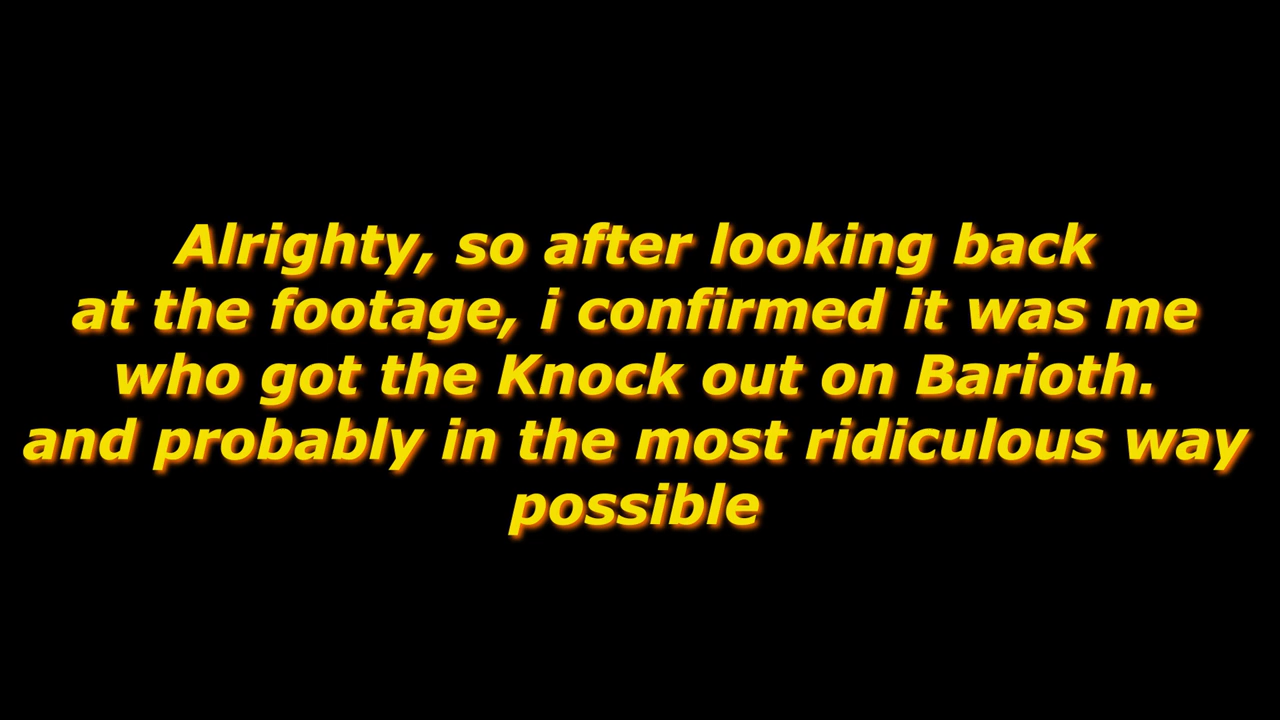 Alrighty, so after looking back
at the footage, i confirmed it was me
who got the Knock out on Barioth.
and probably in the most ridiculous way
possible